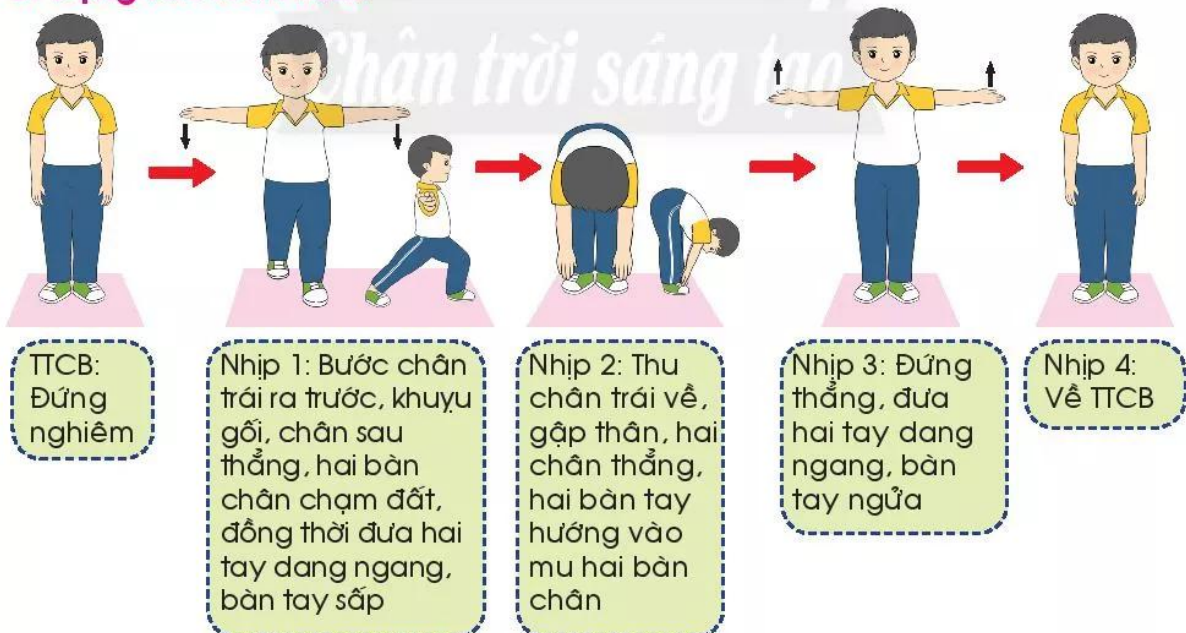 Chân trời sáng tạo
TTCB:
Đứng
nghiêm
Nhịp 1: Bước chân
trái ra trước, khuỵu
gối, chân sau
thẳng, hai bàn
chân chạm đất,
đồng thời đưa hai
tay dang ngang,
bàn tay sấp
Nhịp 2: Thu
chân trái về,
gập thân, hai
chân thẳng,
hai bàn tay
hướng vào
mu hai bàn
chân
Nhịp 3: Đứng
thẳng, đưa
hai tay dang
ngang, bàn
tay ngửa
Nhịp 4:
Về TTCB